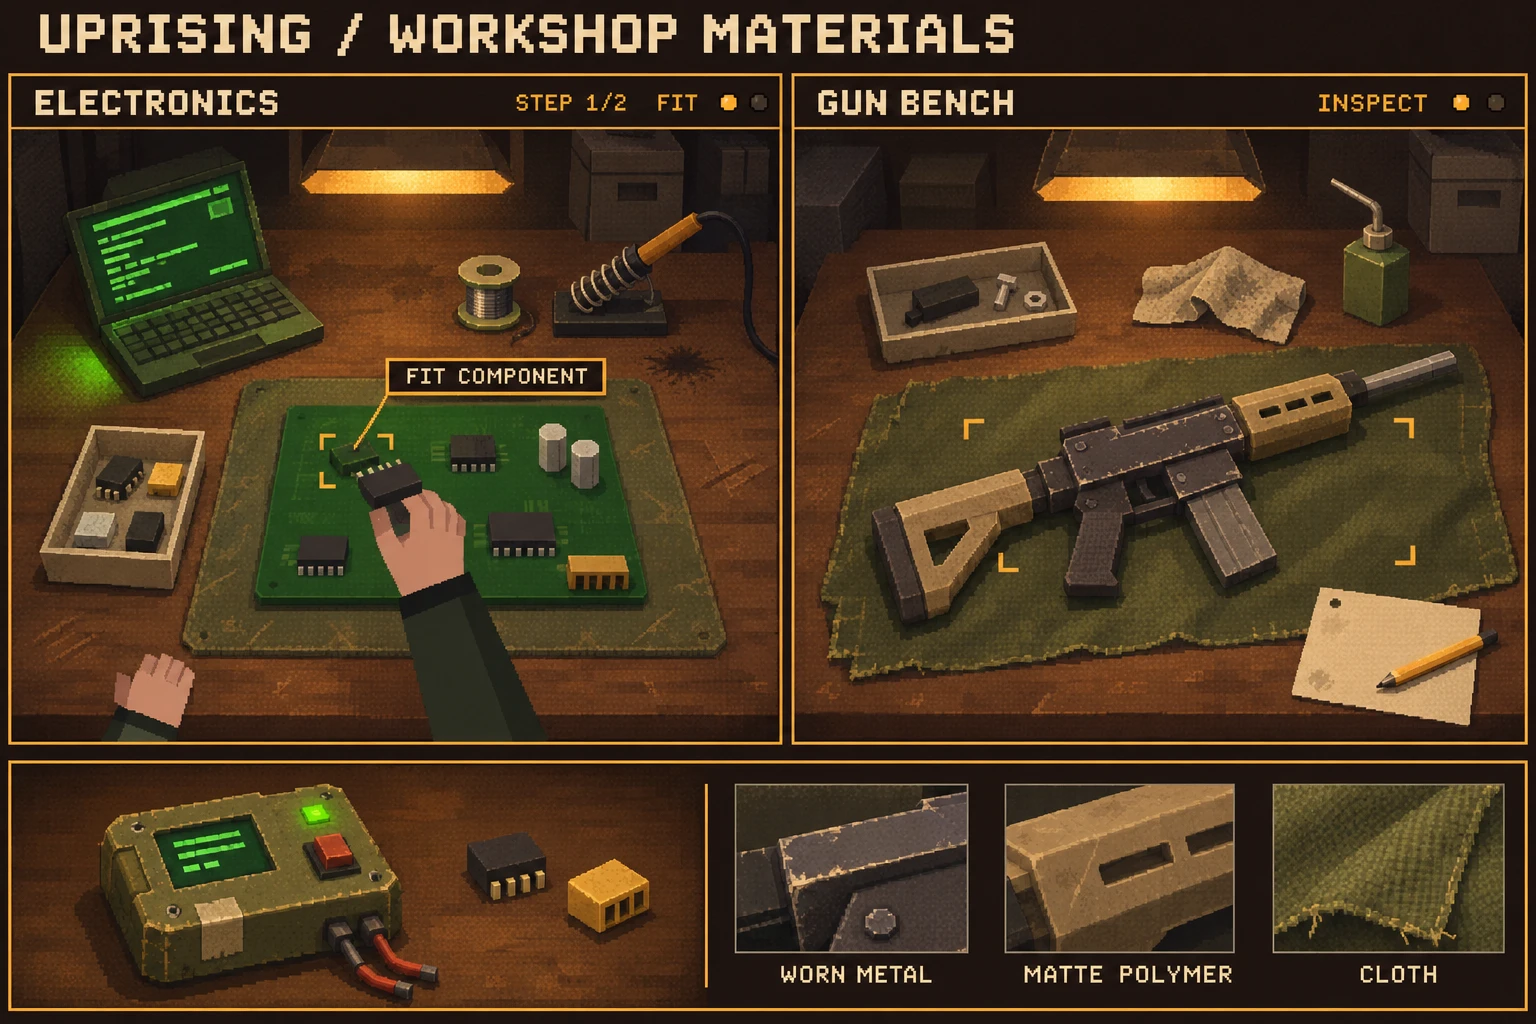 UPRISING / WORKSHOP MATERIALS
ELECTRONICS
STEP 1/2 FIT
GUN BENCH
INSPECT
FIT COMPONENT
WORN METAL
MATTE POLYMER
CLOTH